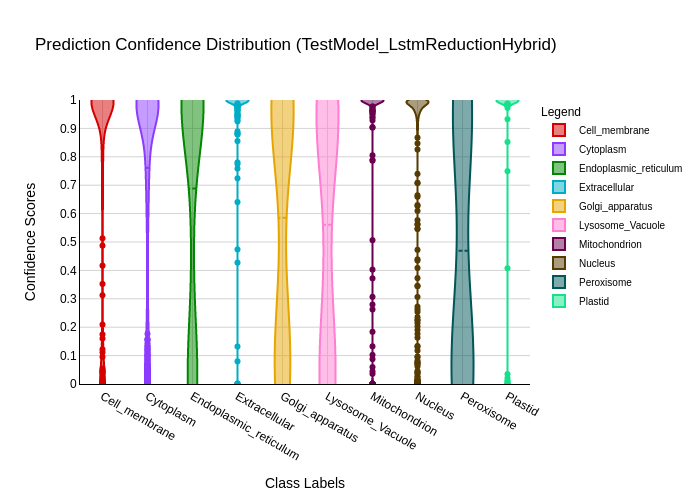 Prediction Confidence Distribution (TestModel_LstmReductionHybrid)
Legend
Cell_membrane
Cytoplasm
Endoplasmic_reticulum
Extracellular
Golgi_apparatus
Lysosome_Vacuole
Mitochondrion
Nucleus
Peroxisome
Plastid
Confidence Scores
1
0.9
0.8
0.7
0.6
0.5
0.4
0.3
0.2
0.1
0
Cell_membrane
Cytoplasm
Endoplasmic_reticulum
Extracellular
Golgi_apparatus
Lysosome_Vacuole
Mitochondrion
Nucleus
Peroxisome
Plastid
Class Labels